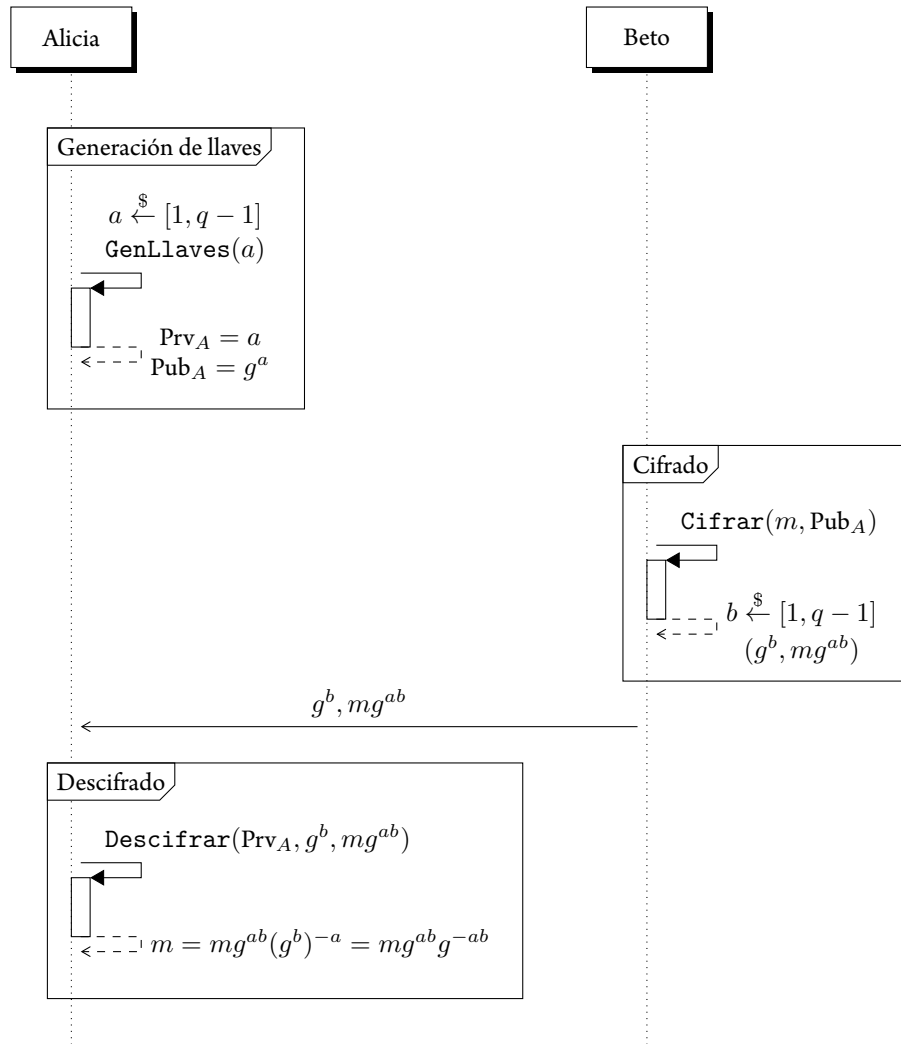 Alicia
Beto
Generación de llaves
a ←$ [1, q − 1]
GenLlaves(a)
Prv_A = a
Pub_A = g^a
Cifrado
Cifrar(m, Pub_A)
b ←$ [1, q − 1]
(g^b, mg^{ab})
g^b, mg^{ab}
Descifrado
Descifrar(Prv_A, g^b, mg^{ab})
m = mg^{ab}(g^b)^{−a} = mg^{ab}g^{−ab}